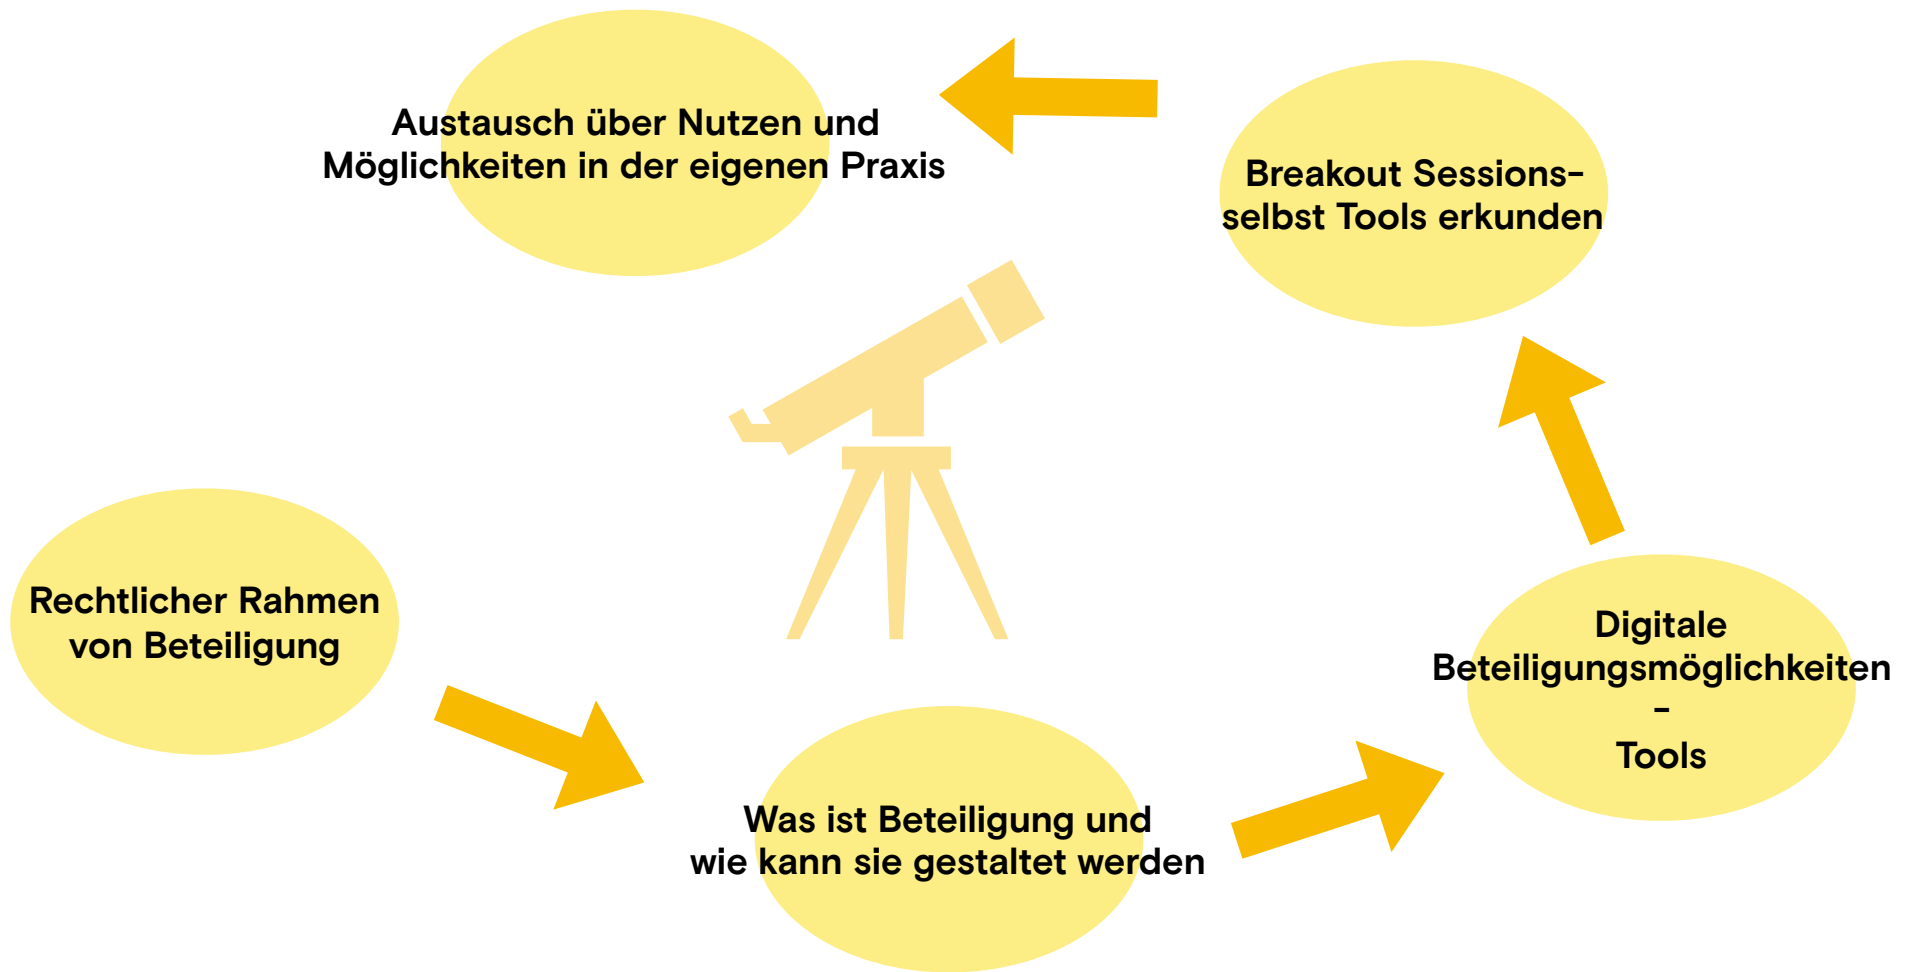 Austausch über Nutzen und
Möglichkeiten in der eigenen Praxis
Breakout Sessions-
selbst Tools erkunden
Rechtlicher Rahmen
von Beteiligung
Digitale
Beteiligungsmöglichkeiten
-
Tools
Was ist Beteiligung und
wie kann sie gestaltet werden